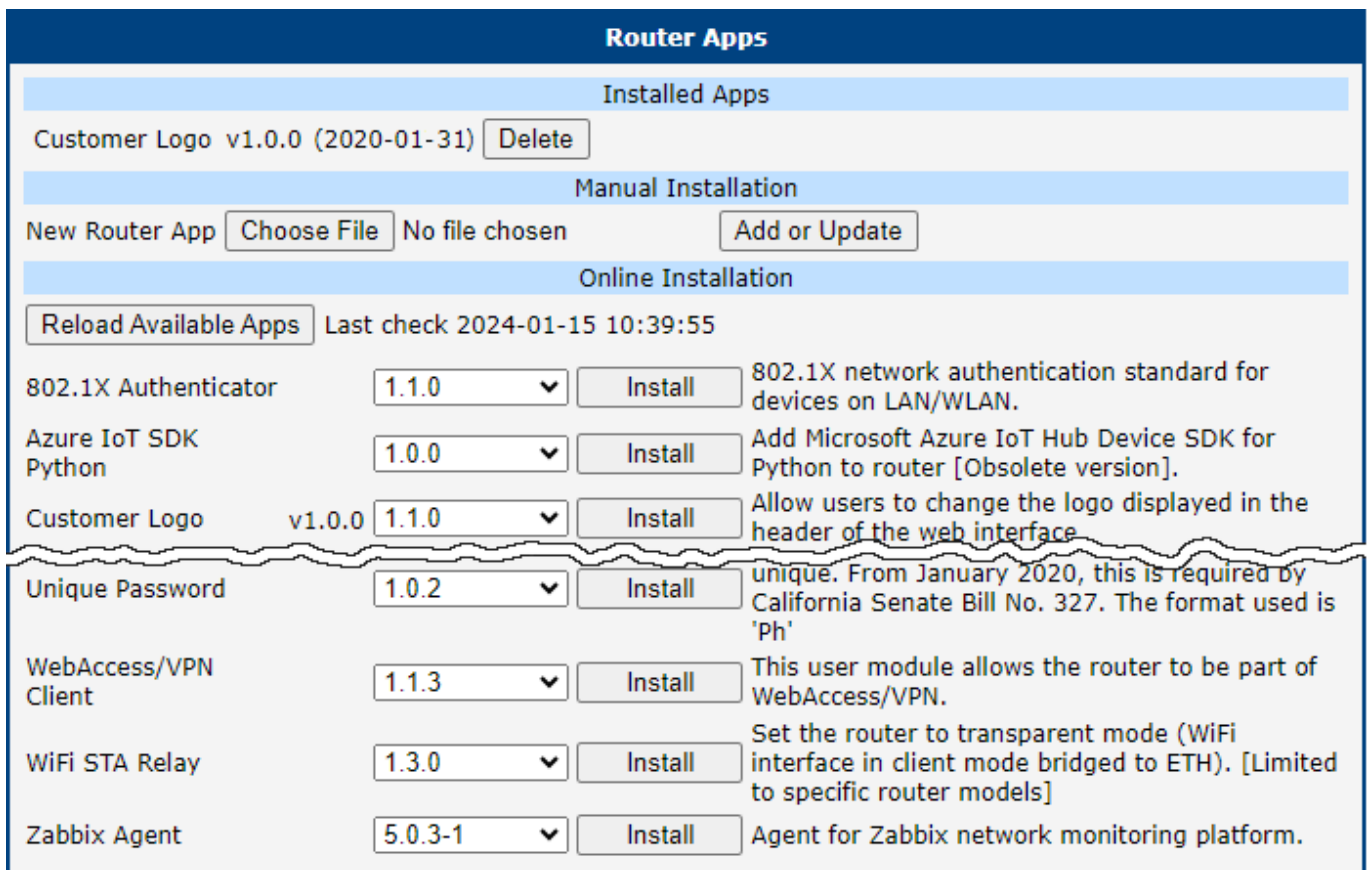 Router Apps
Installed Apps
Customer Logo v1.0.0 (2020-01-31) Delete
Manual Installation
New Router App Choose File No file chosen Add or Update
Online Installation
Reload Available Apps Last check 2024-01-15 10:39:55
802.1X Authenticator 1.1.0 Install 802.1X network authentication standard for
devices on LAN/WLAN.
Azure IoT SDK
Python 1.0.0 Install Add Microsoft Azure IoT Hub Device SDK for
Python to router [Obsolete version].
Customer Logo v1.0.0 1.1.0 Install Allow users to change the logo displayed in the
header of the web interface
Unique Password 1.0.2 Install unique. From January 2020, this is required by
California Senate Bill No. 327. The format used is
'Ph'
WebAccess/VPN
Client 1.1.3 Install This user module allows the router to be part of
WebAccess/VPN.
WiFi STA Relay 1.3.0 Install Set the router to transparent mode (WiFi
interface in client mode bridged to ETH). [Limited
to specific router models]
Zabbix Agent 5.0.3-1 Install Agent for Zabbix network monitoring platform.